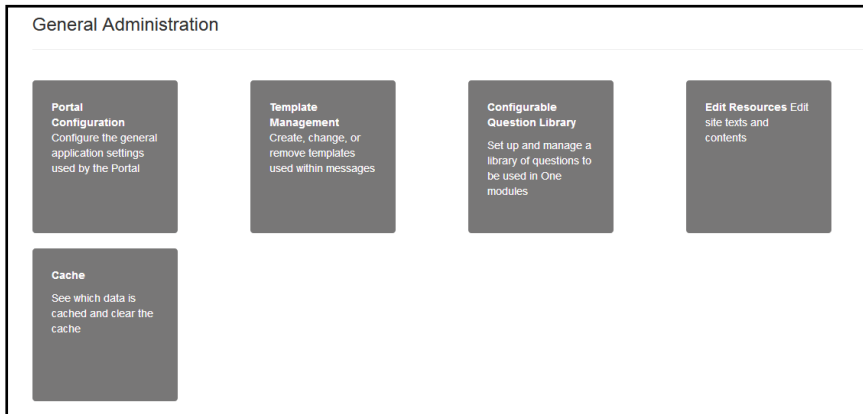 General Administration
Portal
Configuration
Configure the general
application settings
used by the Portal
Template
Management
Create, change, or
remove templates
used within messages
Configurable
Question Library
Set up and manage a
library of questions to
be used in One
modules
Edit Resources Edit
site texts and
contents
Cache
See which data is
cached and clear the
cache